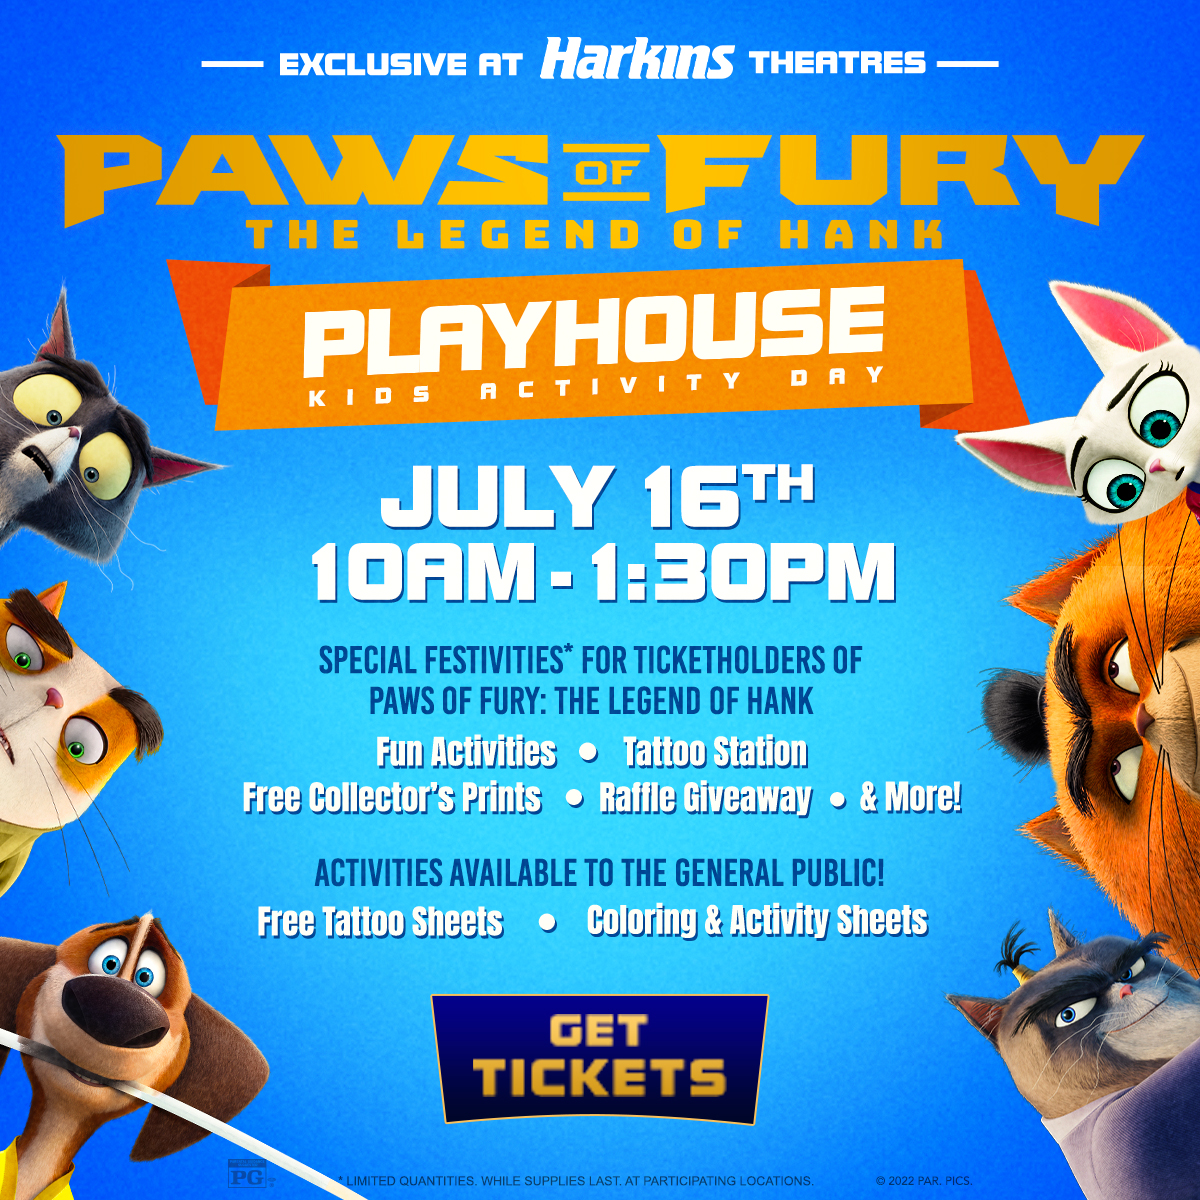 EXCLUSIVE AT Harkins THEATRES
PAWS OF FURY
THE LEGEND OF HANK
PLAYHOUSE
KIDS ACTIVITY DAY
JULY 16TH
10AM - 1:30PM
SPECIAL FESTIVITIES* FOR TICKETHOLDERS OF
PAWS OF FURY: THE LEGEND OF HANK
Fun Activities • Tattoo Station
Free Collector's Prints • Raffle Giveaway • & More!
ACTIVITIES AVAILABLE TO THE GENERAL PUBLIC!
Free Tattoo Sheets • Coloring & Activity Sheets
GET
TICKETS
PG
* LIMITED QUANTITIES. WHILE SUPPLIES LAST. AT PARTICIPATING LOCATIONS.
© 2022 PAR. PICS.